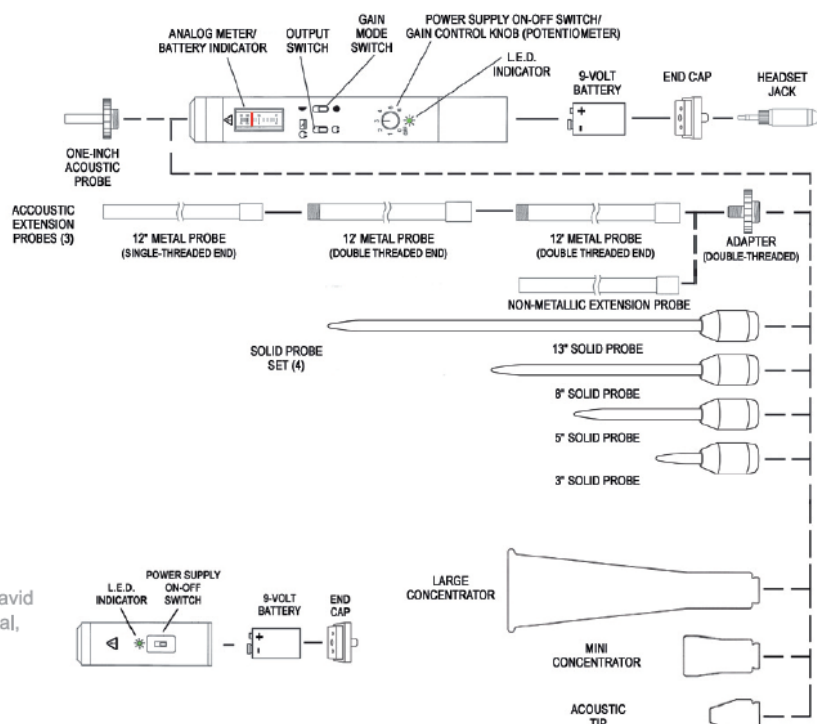 ANALOG METER/
BATTERY INDICATOR
OUTPUT
SWITCH
GAIN
MODE
SWITCH
POWER SUPPLY ON-OFF SWITCH/
GAIN CONTROL KNOB (POTENTIOMETER)
L.E.D.
INDICATOR
9-VOLT
BATTERY
END CAP
HEADSET
JACK
ONE-INCH
ACOUSTIC
PROBE
ACCOUSTIC
EXTENSION
PROBES (3)
12" METAL PROBE
(SINGLE-THREADED END)
12' METAL PROBE
(DOUBLE THREADED END)
12' METAL PROBE
(DOUBLE THREADED END)
ADAPTER
(DOUBLE-THREADED)
NON-METALLIC EXTENSION PROBE
SOLID PROBE
SET (4)
13" SOLID PROBE
8" SOLID PROBE
5" SOLID PROBE
3" SOLID PROBE
LARGE
CONCENTRATOR
MINI
CONCENTRATOR
ACOUSTIC
TIP
avid
al,
L.E.D.
INDICATOR
POWER SUPPLY
ON-OFF
SWITCH
9-VOLT
BATTERY
END
CAP